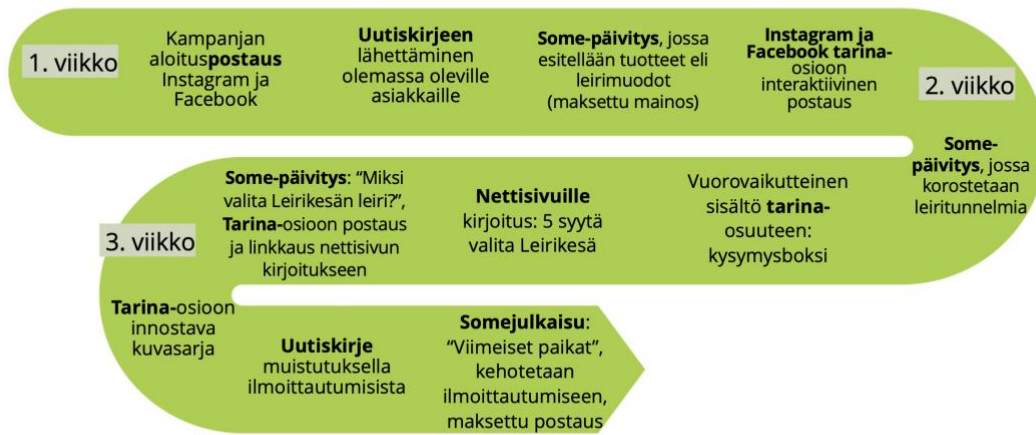 1. viikko
Kampanjan
aloituspostaus
Instagram ja
Facebook
Uutiskirjeen
lähettäminen
olemassa oleville
asiakkaille
Some-päivitys, jossa
esitellään tuotteet eli
leirimuodot
(maksettu mainos)
Instagram ja
Facebook tarina-
osioon
interaktiivinen
postaus
2. viikko
Some-
päivitys, jossa
korostetaan
leiritunnelmia
Vuorovaikutteinen
sisältö tarina-
osuuteen:
kysymysboksi
Nettisivuille
kirjoitus: 5 syytä
valita Leirikesä
Some-päivitys: “Miksi
valita Leirikesän leiri?”,
Tarina-osioon postaus
ja linkkaus nettisivun
kirjoitukseen
3. viikko
Tarina-osioon
innostava
kuvasarja
Uutiskirje
muistutuksella
ilmoittautumisista
Somejulkaisu:
“Viimeiset paikat”,
kehotetaan
ilmoittautumiseen,
maksettu postaus